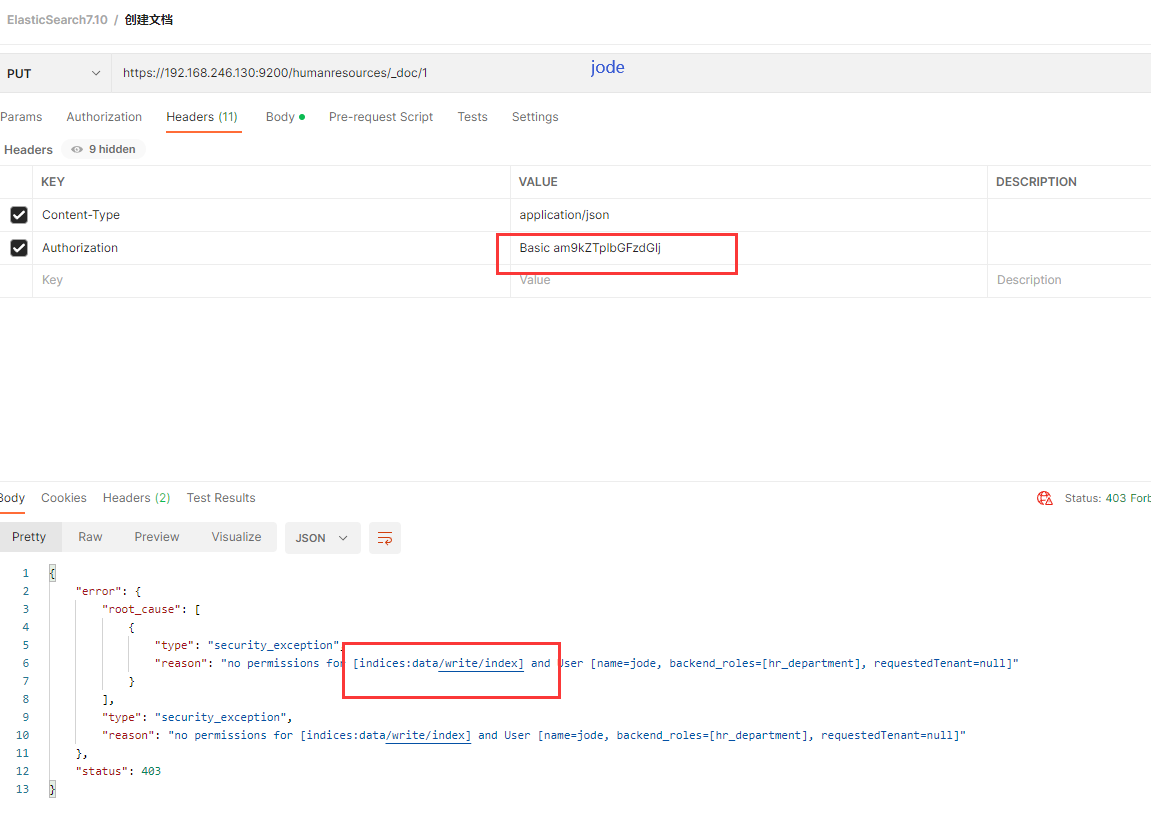 ElasticSearch7.10 / 创建文档
PUT https://192.168.246.130:9200/humanresources/_doc/1 jode
Params Authorization Headers (11) Body Pre-request Script Tests Settings
Headers 9 hidden
KEY VALUE DESCRIPTION
Content-Type application/json
Authorization Basic am9kZTplbGFzdGlj
Key Value Description
Body Cookies Headers (2) Test Results Status: 403 Forb
Pretty Raw Preview Visualize JSON
1 {
2 "error": {
3 "root_cause": [
4 {
5 "type": "security_exception",
6 "reason": "no permissions for [indices:data/write/index] and User [name=jode, backend_roles=[hr_department], requestedTenant=null]"
7 }
8 ],
9 "type": "security_exception",
10 "reason": "no permissions for [indices:data/write/index] and User [name=jode, backend_roles=[hr_department], requestedTenant=null]"
11 },
12 "status": 403
13 }